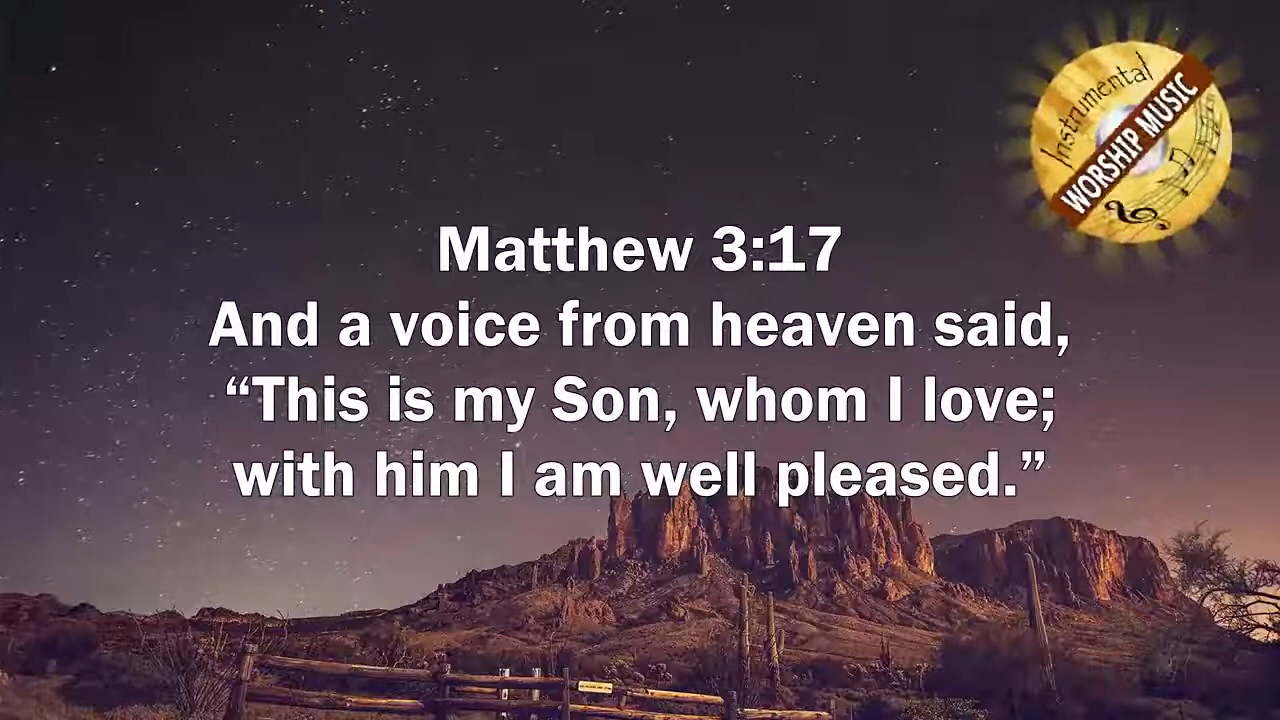 Instrumental
WORSHIP MUSIC
Matthew 3:17
And a voice from heaven said,
“This is my Son, whom I love;
with him I am well pleased.”